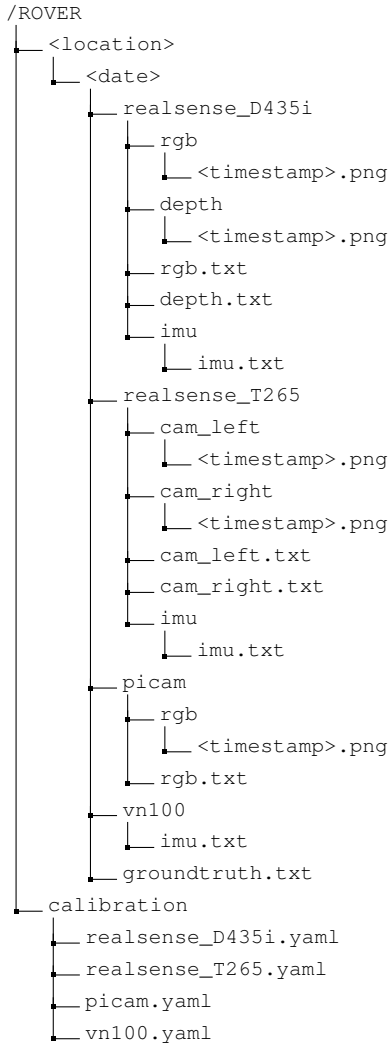 /ROVER
<location>
<date>
realsense_D435i
rgb
<timestamp>.png
depth
<timestamp>.png
rgb.txt
depth.txt
imu
imu.txt
realsense_T265
cam_left
<timestamp>.png
cam_right
<timestamp>.png
cam_left.txt
cam_right.txt
imu
imu.txt
picam
rgb
<timestamp>.png
rgb.txt
vn100
imu.txt
groundtruth.txt
calibration
realsense_D435i.yaml
realsense_T265.yaml
picam.yaml
vn100.yaml